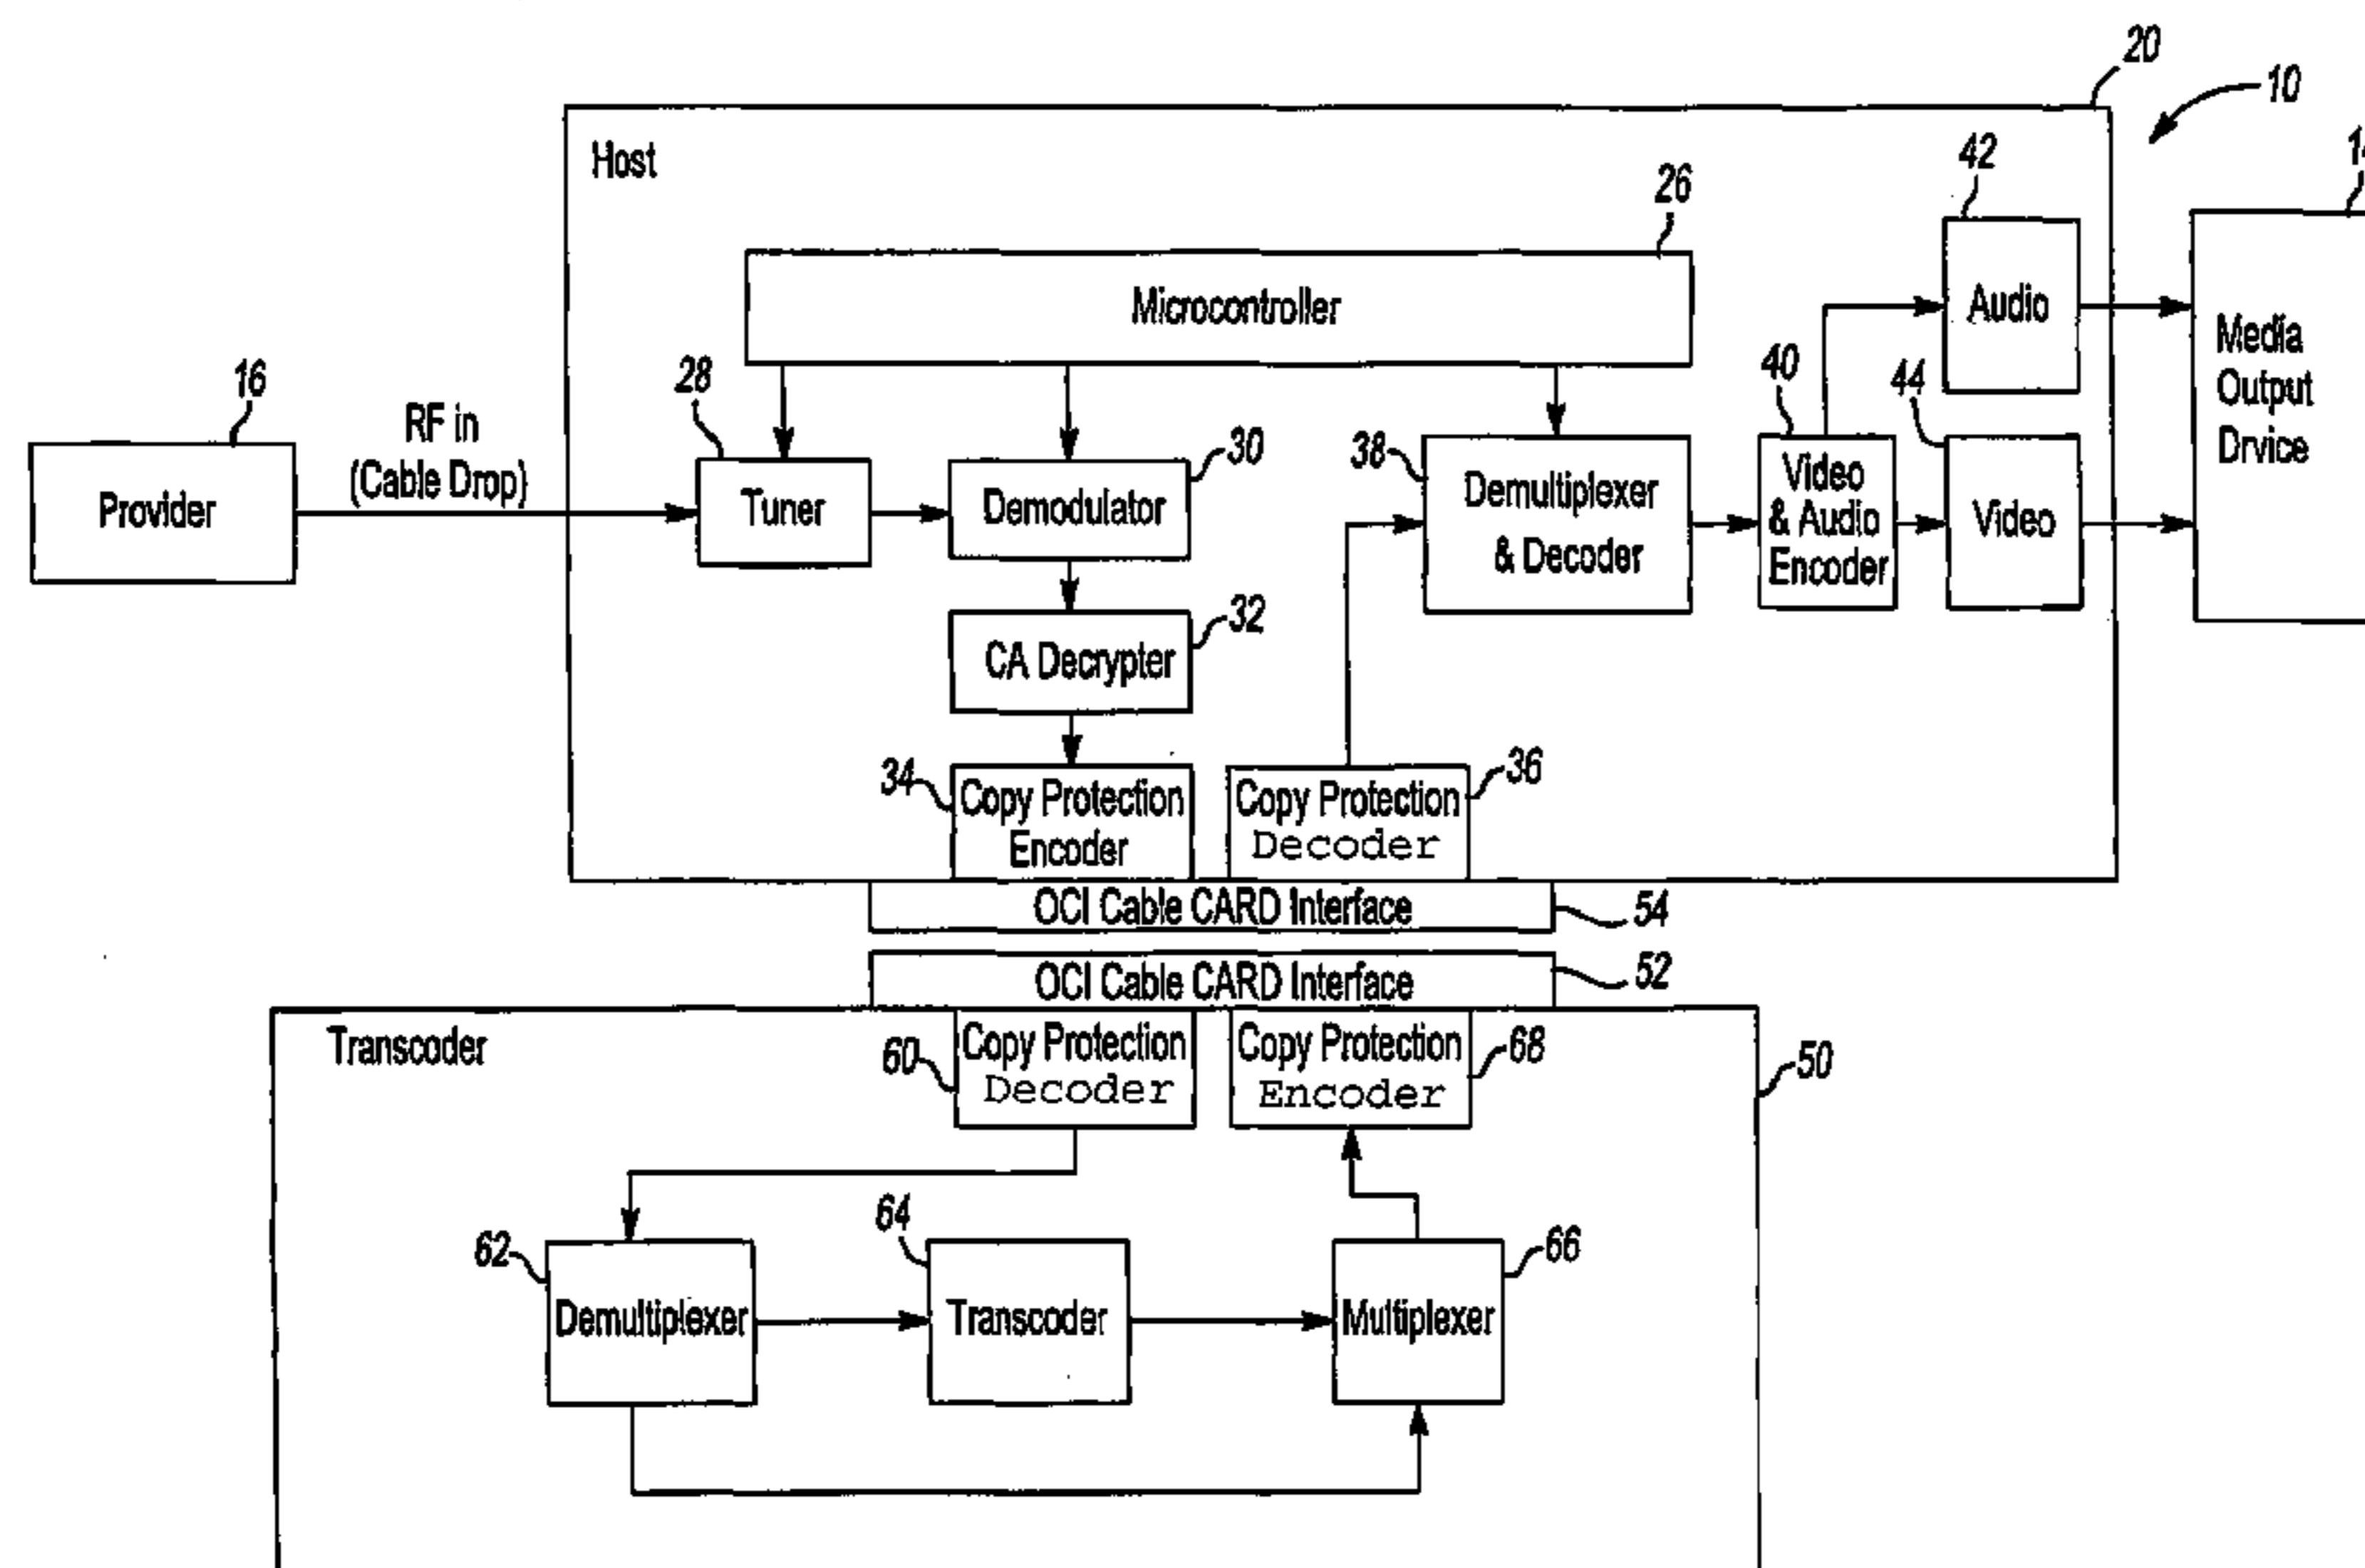 20
10
Host
42
14
26
Microcontroller
Audio
Media
Output
Drvice
16
RF in
(Cable Drop)
28
40
44
Provider
Tuner
30
Demodulator
38
Demultiplexer
& Decoder
Video
& Audio
Encoder
Video
32
CA Decrypter
34
Copy Protection
Encoder
36
Copy Protection
Decoder
OCI Cable CARD Interface
54
OCI Cable CARD Interface
52
Transcoder
60
Copy Protection
Decoder
Copy Protection
Encoder
68
50
62
64
66
Demultiplexer
Transcoder
Multiplexer